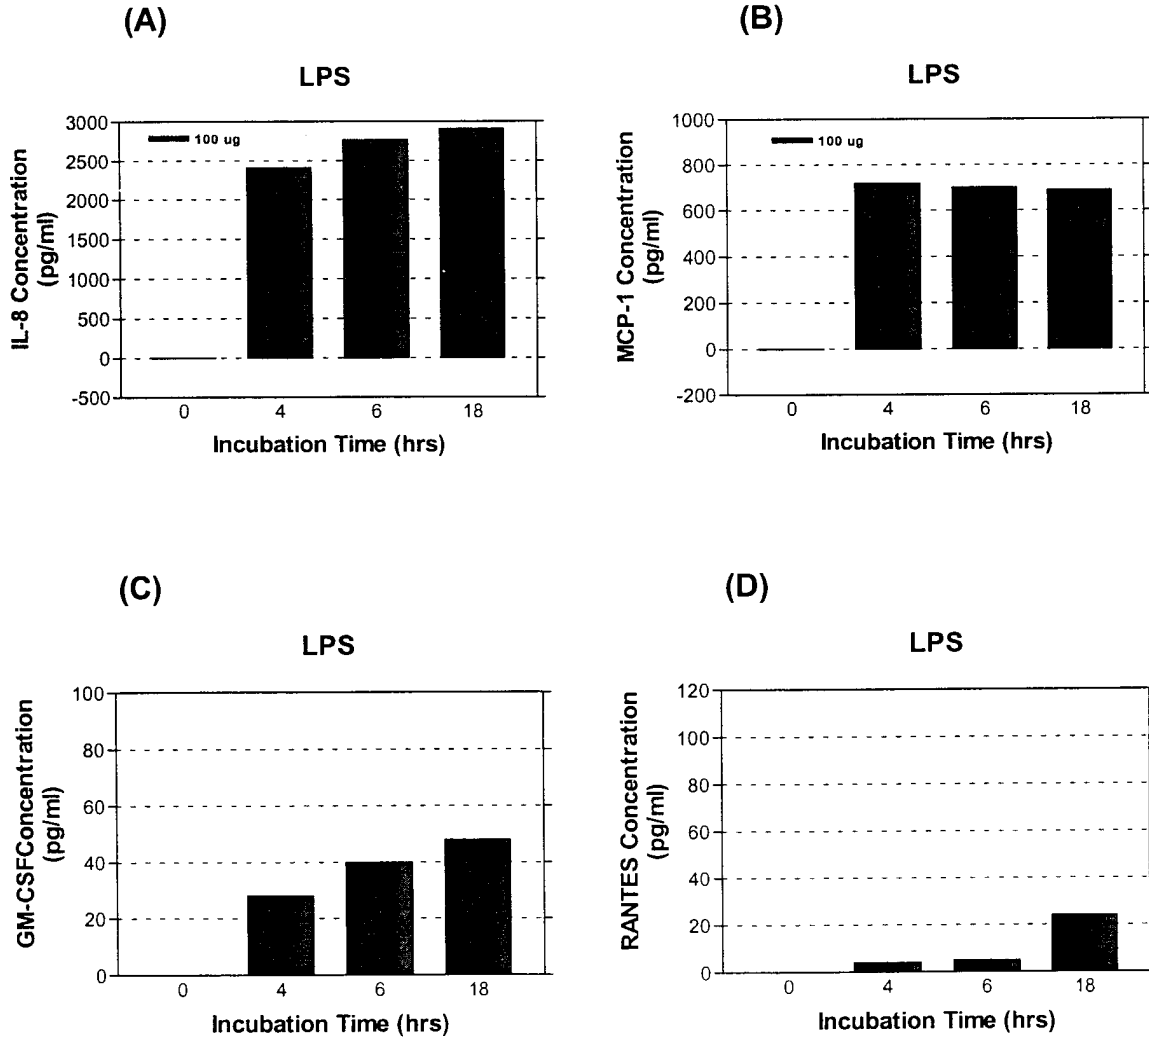 (A)
LPS
IL-8 Concentration
(pg/ml)
3000
2500
2000
1500
1000
500
0
-500
100 ug
0 4 6 18
Incubation Time (hrs)
(B)
LPS
MCP-1 Concentration
(pg/ml)
1000
800
600
400
200
0
-200
100 ug
0 4 6 18
Incubation Time (hrs)
(C)
LPS
GM-CSFConcentration
(pg/ml)
100
80
60
40
20
0
0 4 6 18
Incubation Time (hrs)
(D)
LPS
RANTES Concentration
(pg/ml)
120
100
80
60
40
20
0
0 4 6 18
Incubation Time (hrs)